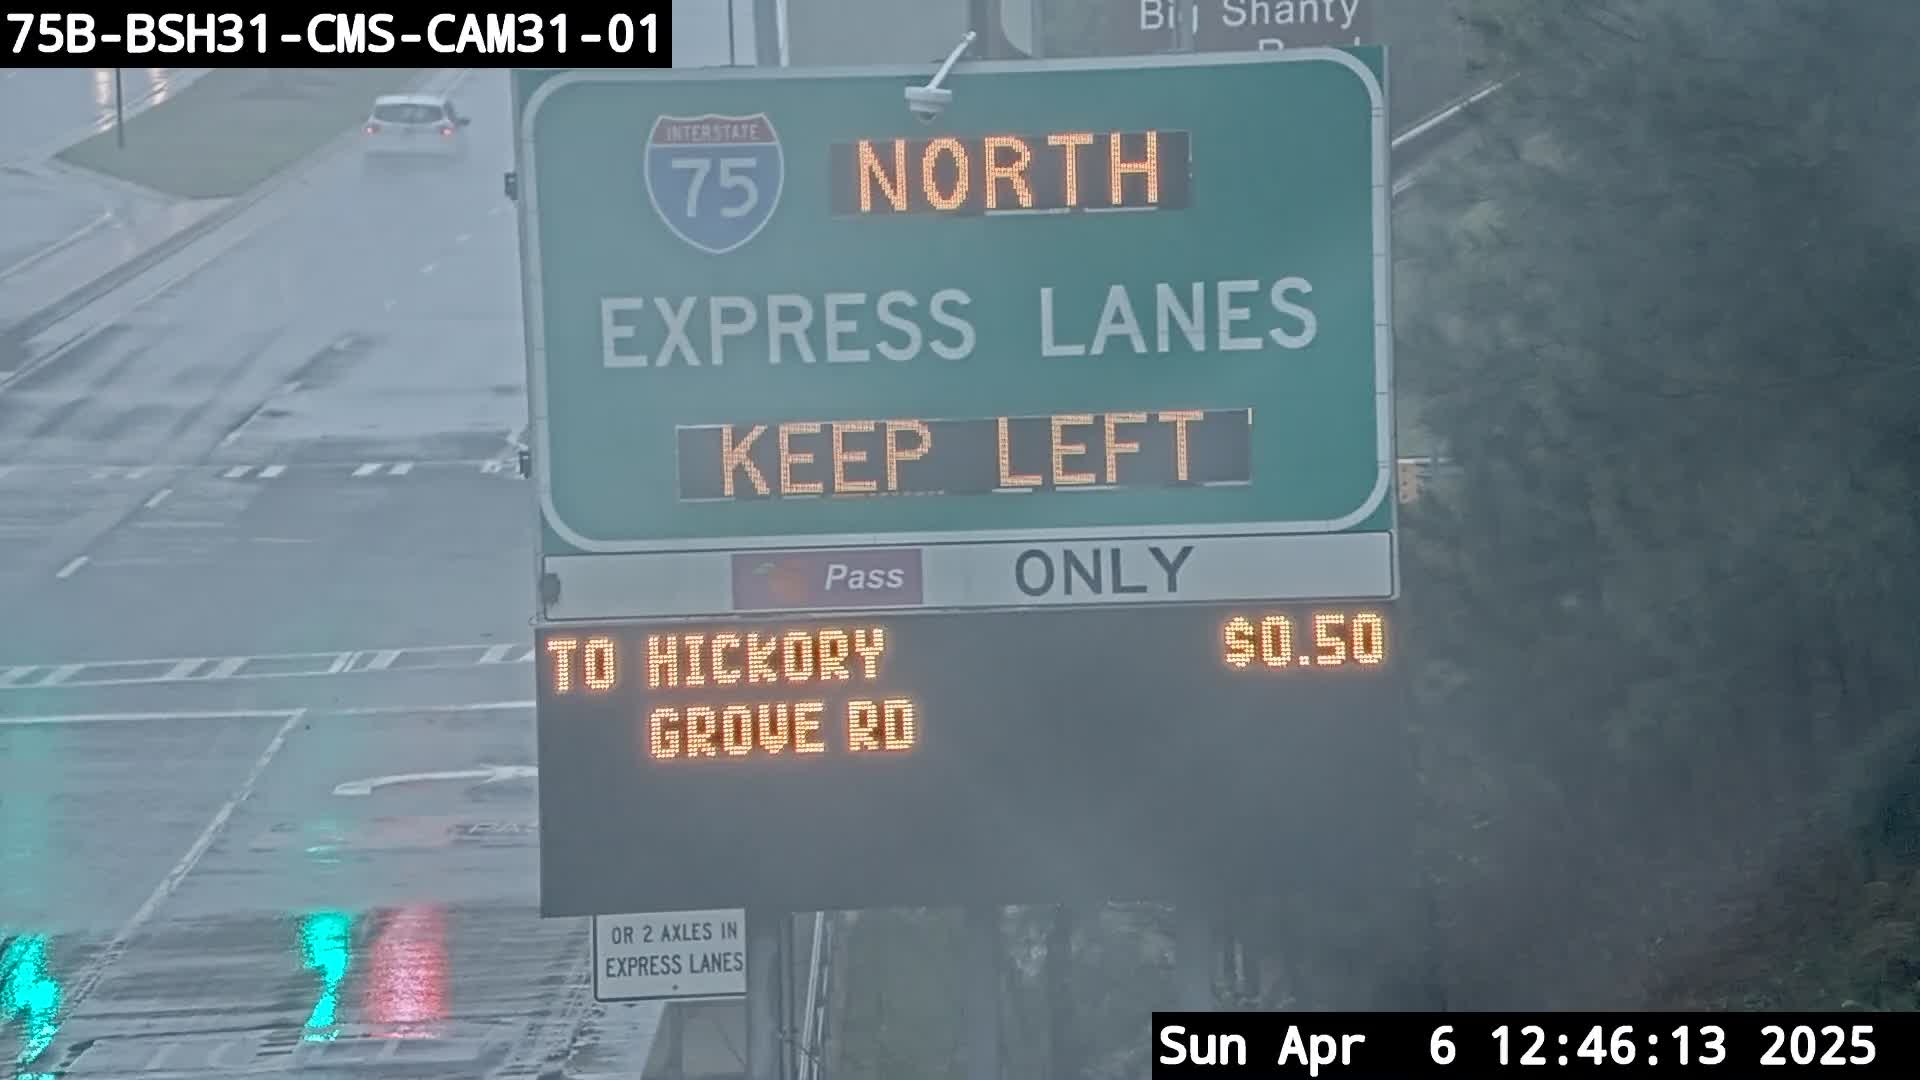 75B-BSH31-CMS-CAM31-01
Big Shanty
INTERSTATE
75
NORTH
EXPRESS LANES
KEEP LEFT
Pass
ONLY
TO HICKORY $0.50
GROVE RD
OR 2 AXLES IN
EXPRESS LANES
Sun Apr 6 12:46:13 2025